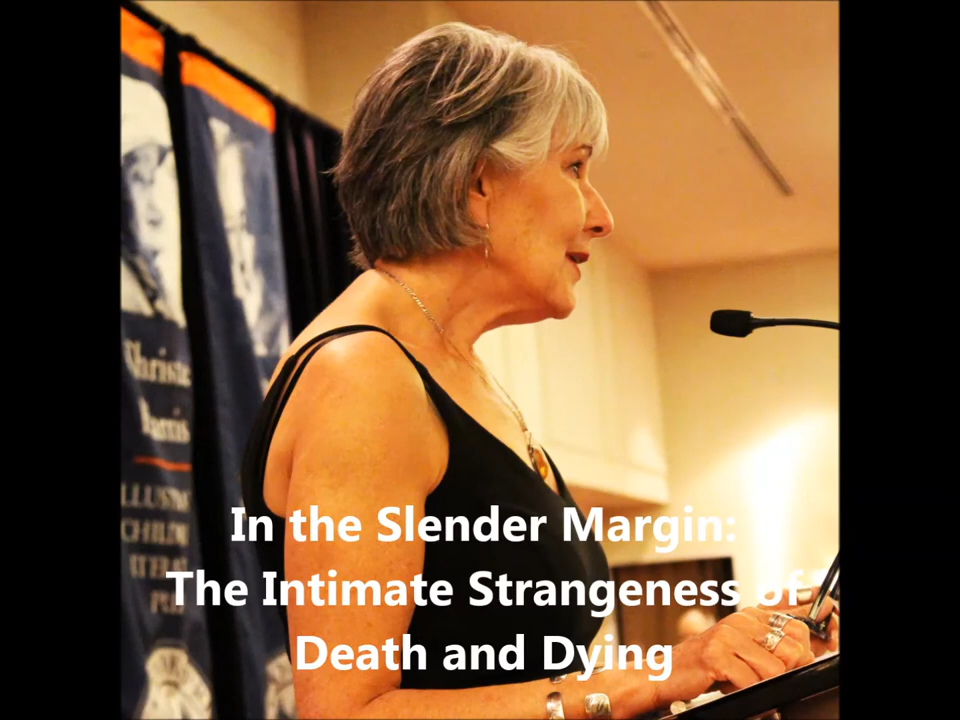 In the Slender Margin:
The Intimate Strangeness of
Death and Dying